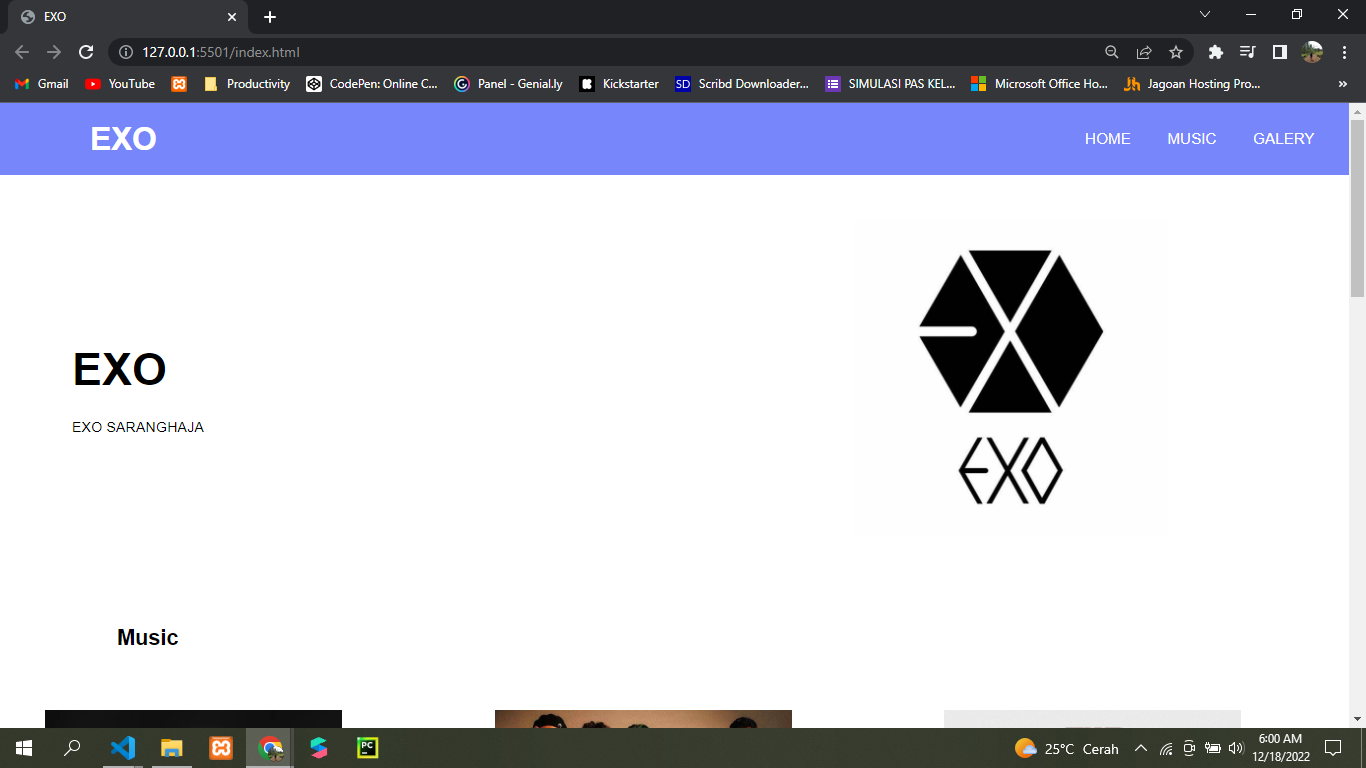 EXO
127.0.0.1:5501/index.html
Gmail YouTube Productivity CodePen: Online C... Panel - Genial.ly Kickstarter SD Scribd Downloader... SIMULASI PAS KEL... Microsoft Office Ho... Jagoan Hosting Pro... »
EXO HOME MUSIC GALERY
EXO
EXO SARANGHAJA
EXO
Music
PC 25°C Cerah 6:00 AM
12/18/2022